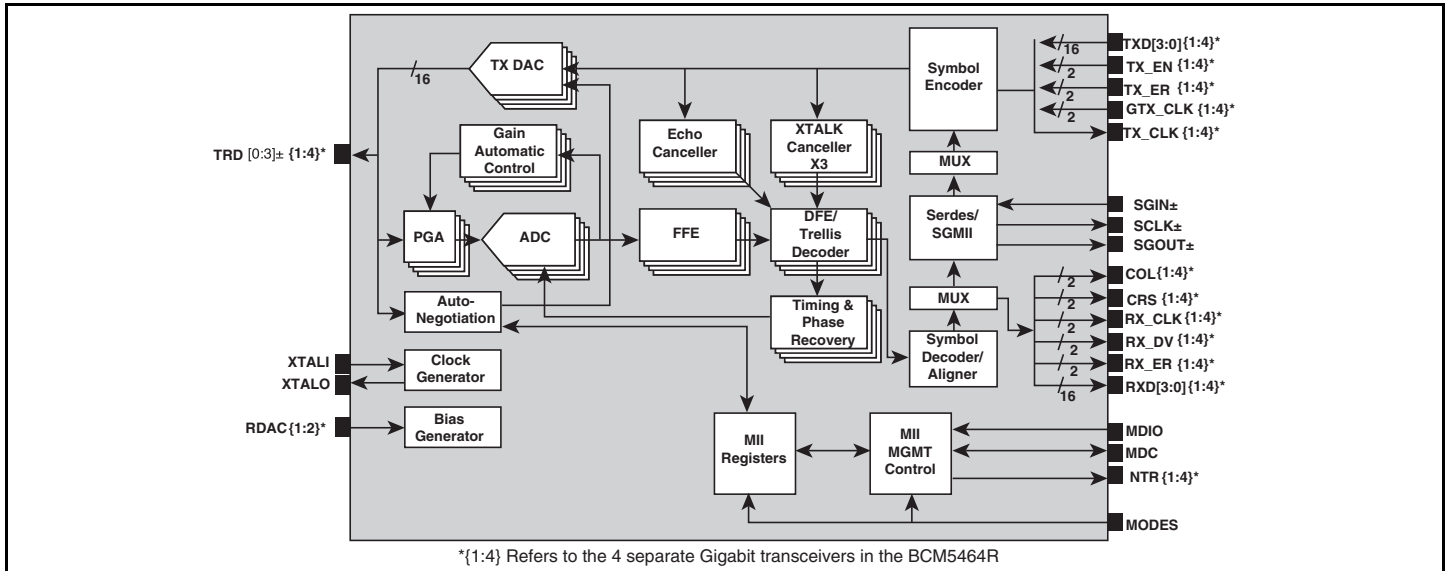 TX DAC
16
Symbol
Encoder
16
TXD[3:0]{1:4}*
2
TX_EN {1:4}*
2
TX_ER {1:4}*
2
GTX_CLK {1:4}*
TX_CLK {1:4}*
TRD [0:3]± {1:4}*
Gain
Automatic
Control
Echo
Canceller
XTALK
Canceller
X3
MUX
PGA
ADC
FFE
DFE/
Trellis
Decoder
Serdes/
SGMII
SGIN±
SCLK±
SGOUT±
Auto-
Negotiation
Timing &
Phase
Recovery
MUX
Symbol
Decoder/
Aligner
2
COL{1:4}*
2
CRS {1:4}*
2
RX_CLK{1:4}*
2
RX_DV {1:4}*
2
RX_ER {1:4}*
16
RXD[3:0]{1:4}*
XTALI
XTALO
Clock
Generator
RDAC{1:2}*
Bias
Generator
MII
Registers
MII
MGMT
Control
MDIO
MDC
NTR{1:4}*
MODES
*{1:4} Refers to the 4 separate Gigabit transceivers in the BCM5464R